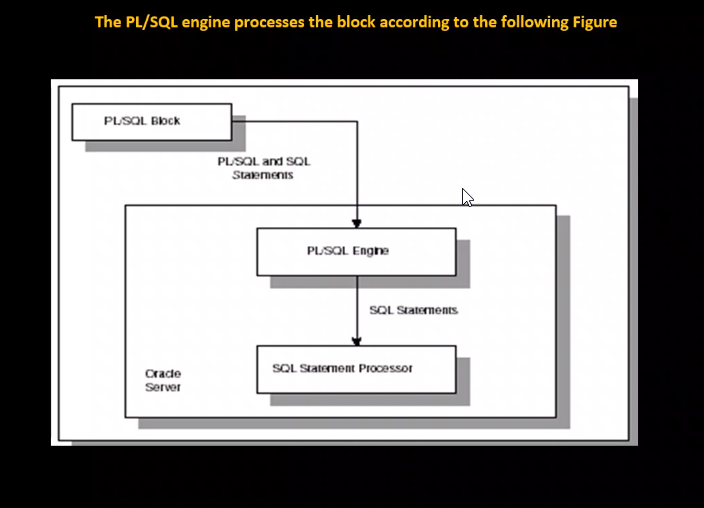 The PL/SQL engine processes the block according to the following Figure
PL/SQL Block
PL/SQL and SQL
Statements
PL/SQL Engine
SQL Statements
SQL Statement Processor
Oracle
Server